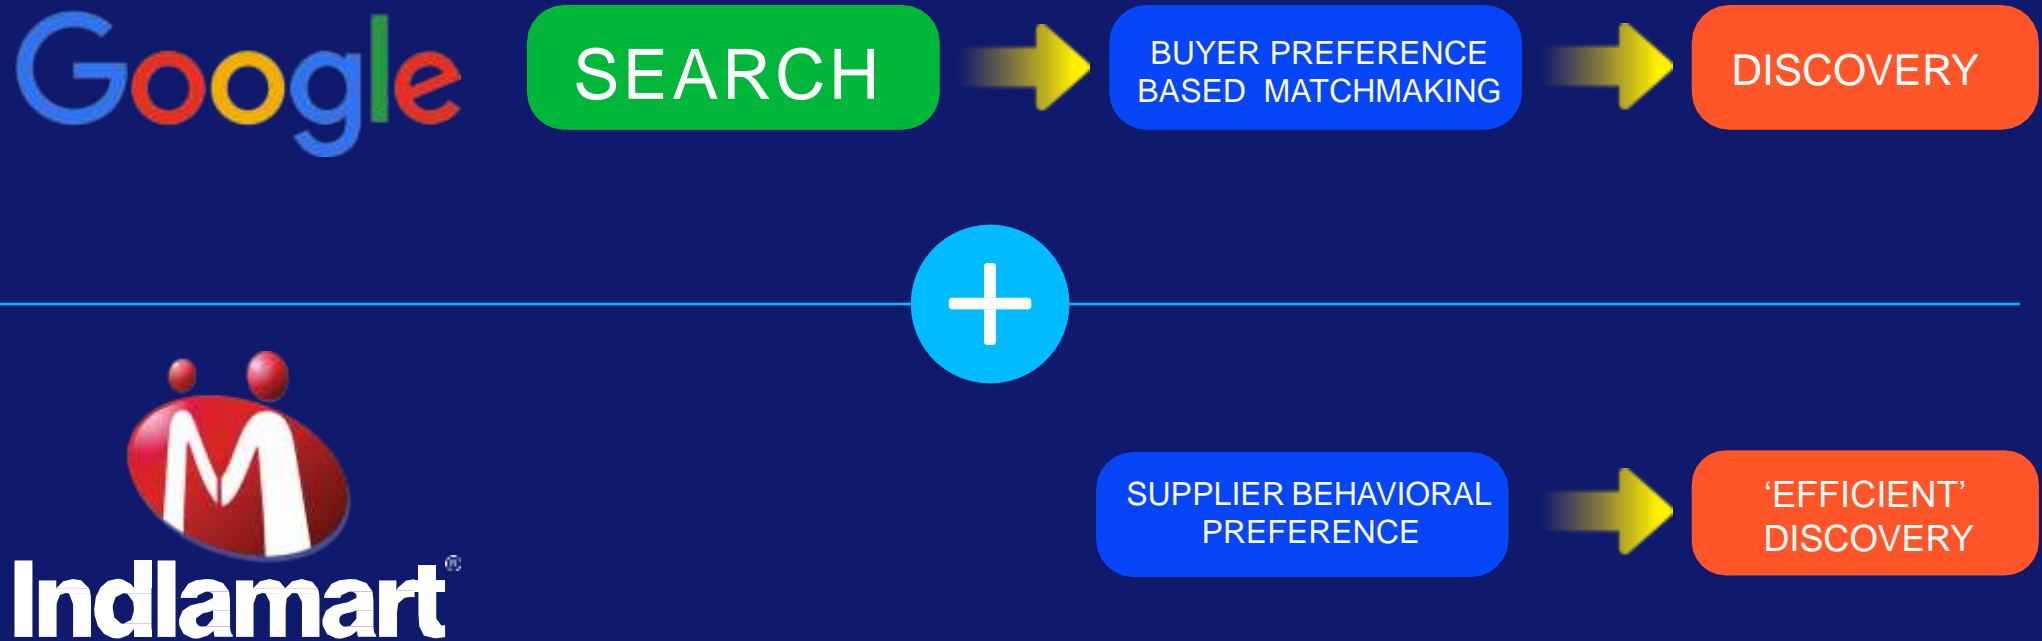 Google
SEARCH
BUYER PREFERENCE
BASED MATCHMAKING
DISCOVERY
M
IndIamart®
SUPPLIER BEHAVIORAL
PREFERENCE
‘EFFICIENT’
DISCOVERY